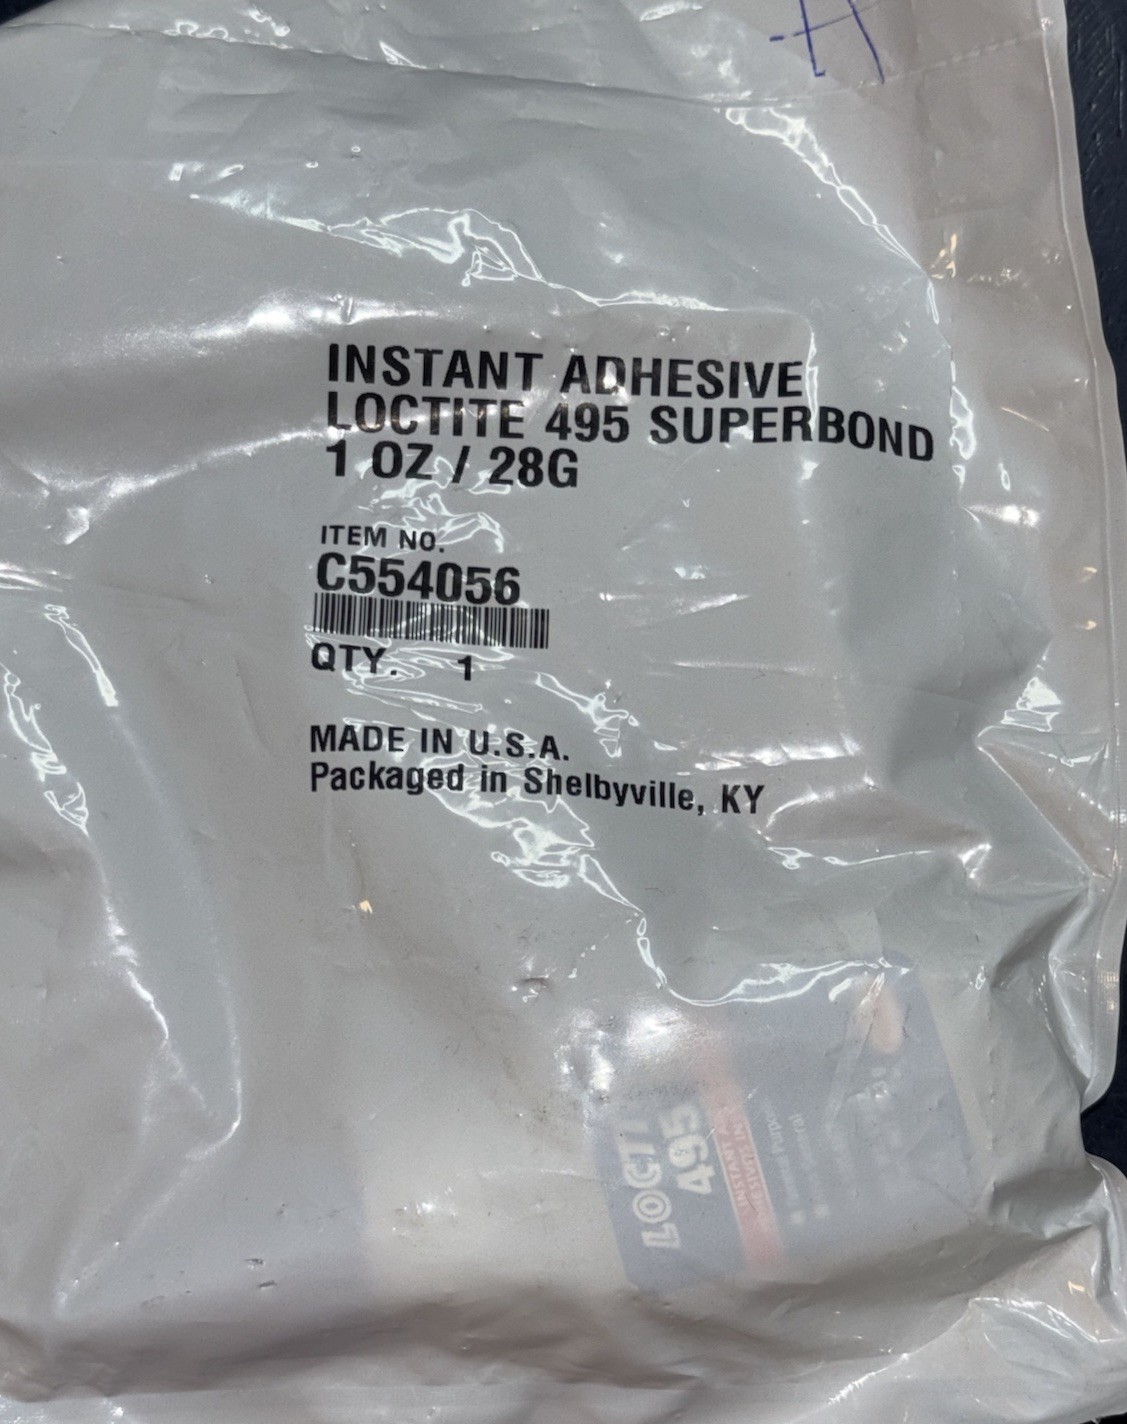 INSTANT ADHESIVE
LOCTITE 495 SUPERBOND
1 OZ / 28G
ITEM NO.
C554056
QTY. 1
MADE IN U.S.A.
Packaged in Shelbyville, KY
LOCTI
495